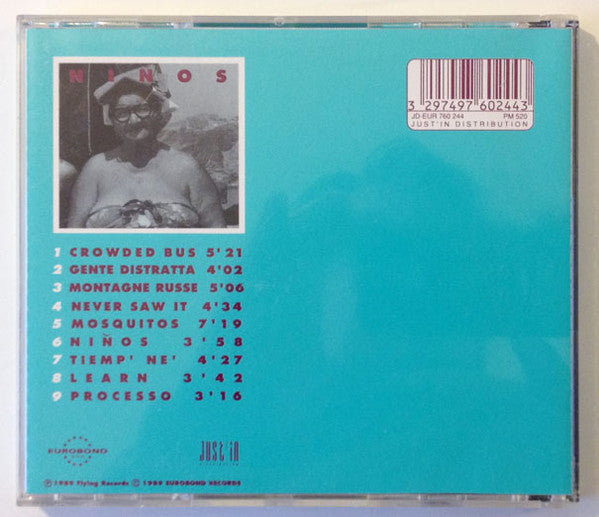 NINOS
3 297497 602443
JD-EUR 760 244 PM 520
JUST'IN DISTRIBUTION
1 CROWDED BUS 5'21
2 GENTE DISTRATTA 4'02
3 MONTAGNE RUSSE 5'06
4 NEVER SAW IT 4'34
5 MOSQUITOS 7'19
6 NIÑOS 3'58
7 TIEMP' NE' 4'27
8 LEARN 3'42
9 PROCESSO 3'16
EUROBOND
JUST'IN
Ⓟ 1989 Flying Records © 1989 EUROBOND RECORDS